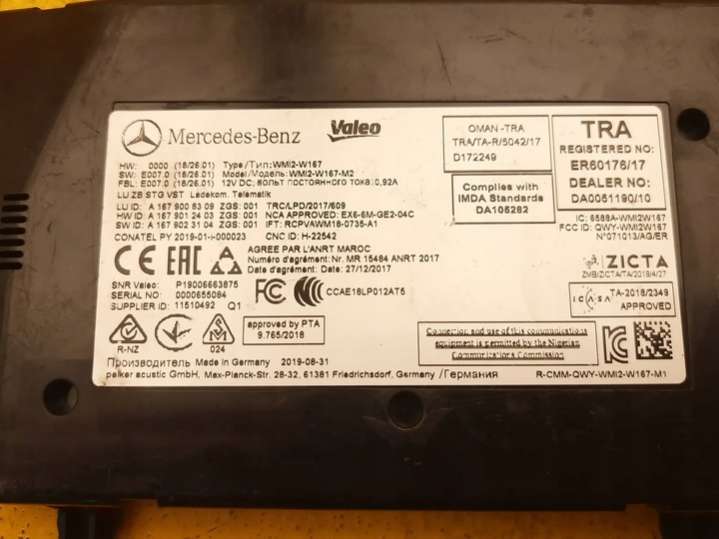 Mercedes-Benz
Valeo
HW: 0000 (18/26.01) Type/Тип: WMI2-W167
SW: E007.0 (18/26.01) Model/Модель: WMI2-W167-M2
FBL: E007.0 (18/26.01) 12V DC, вольт постоянного тока: 0,92A
LU ZB STG VST Ladekom. Telematik
LU ID: A 167 900 83 09 ZGS: 001 TRC/LPD/2017/609
HW ID A 167 901 24 03 ZGS: 001 NCA APPROVED: EX6-6M-GE2-04C
SW ID A 167 902 31 04 ZGS: 001 IFT: RCPVAWM18-0735-A1
CONATEL PY 2019-01-I-000023 CNC ID: H-22542
CE EAC
AGREE PAR L'ANRT MAROC
Numéro d'agrément: Nr. MR 15484 ANRT 2017
Date d'agrément: 27/12/2017
SNR Valeo: P19006663875
SERIAL NO: 0000655084
SUPPLIER ID: 11510492 Q1
FC
CCC
CCAE18LP012AT5
R-NZ
024
approved by PTA
9.765/2018
Производитель Made in Germany 2019-08-31
peiker acustic GmbH, Max-Planck-Str. 28-32, 61381 Friedrichsdorf, Germany /Германия
OMAN -TRA
TRA/TA-R/5042/17
D172249
Complies with
IMDA Standards
DA105282
TRA
REGISTERED NO:
ER60176/17
DEALER NO:
DA0051190/10
IC: 6588A-WMI2W167
FCC ID: QWY-WMI2W167
N°071013/AG/ER
ZICTA
ZMB/ZICTA/TA/2018/4/27
ICASA
TA-2018/2349
APPROVED
Connection and use of this communications
equipment is permitted by the Nigerian
Communications Commission
R-CMM-QWY-WMI2-W167-M1